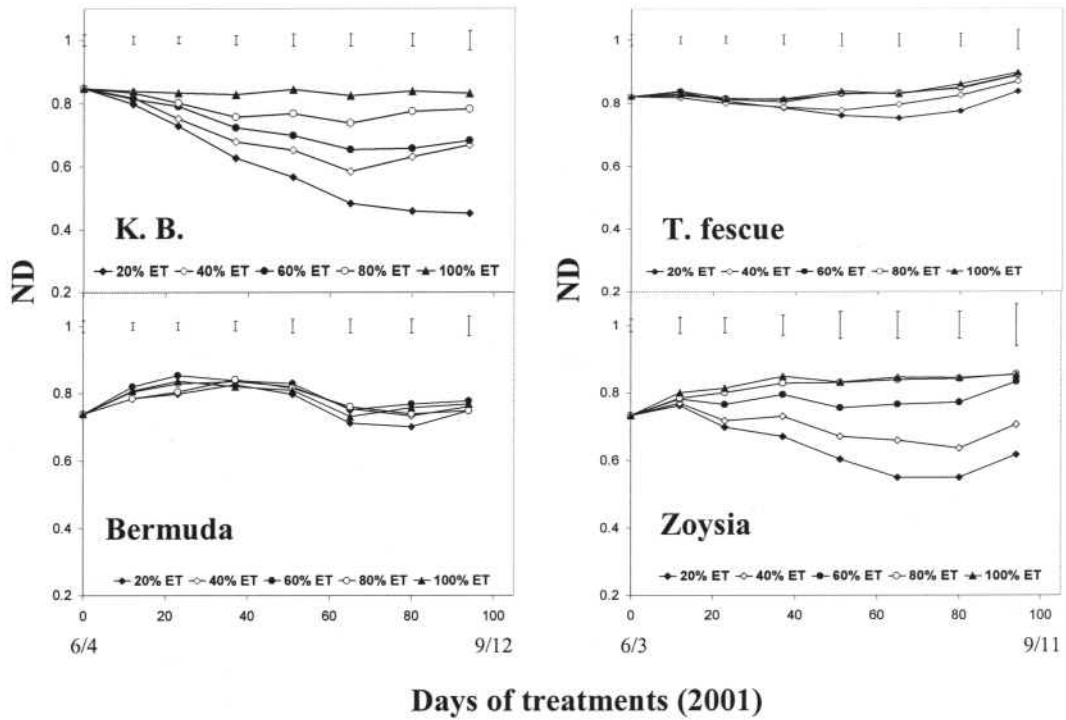 1
0.8
0.6
0.4
0.2
K. B.
20% ET 40% ET 60% ET 80% ET 100% ET
ND
1
0.8
0.6
0.4
0.2
T. fescue
20% ET 40% ET 60% ET 80% ET 100% ET
ND
1
0.8
0.6
0.4
0.2
Bermuda
20% ET 40% ET 60% ET 80% ET 100% ET
0 20 40 60 80 100
6/4 9/12
1
0.8
0.6
0.4
0.2
Zoysia
20% ET 40% ET 60% ET 80% ET 100% ET
0 20 40 60 80 100
6/3 9/11
Days of treatments (2001)